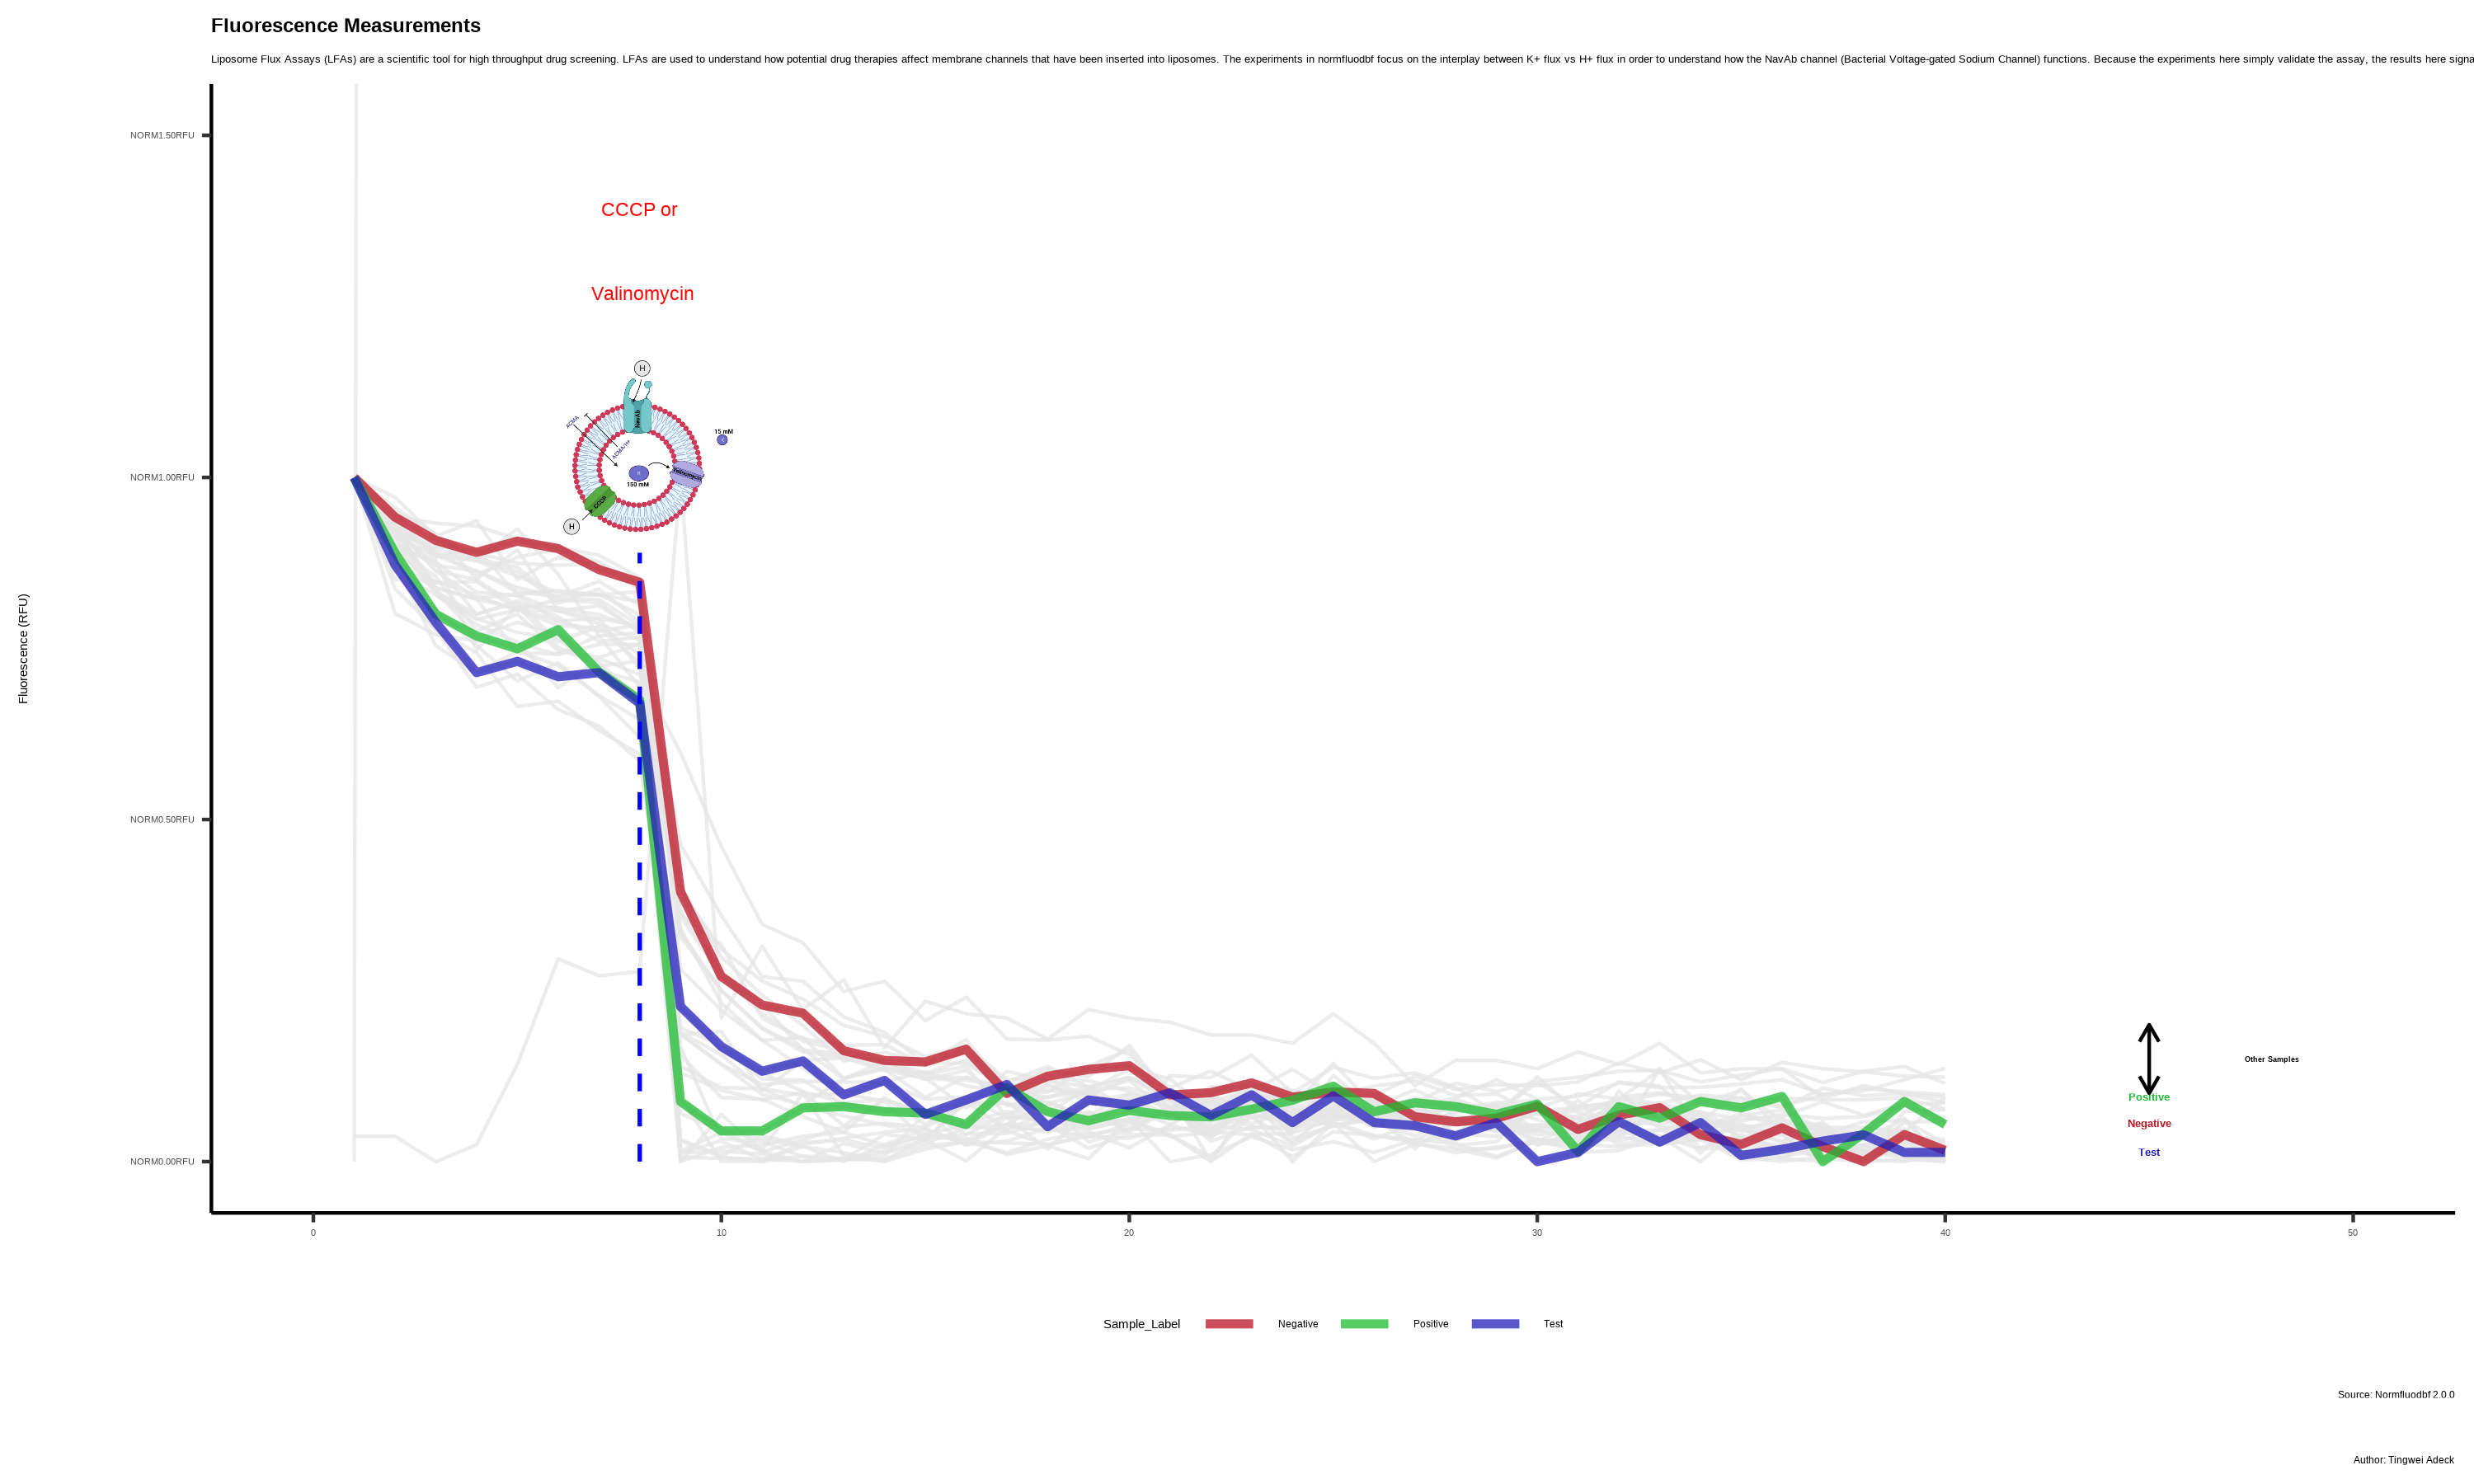 Fluorescence Measurements
Liposome Flux Assays (LFAs) are a scientific tool for high throughput drug screening. LFAs are used to understand how potential drug therapies affect membrane channels that have been inserted into liposomes. The experiments in normfluodbf focus on the interplay between K+ flux vs H+ flux in order to understand how the NavAb channel (Bacterial Voltage-gated Sodium Channel) functions. Because the experiments here simply validate the assay, the results here signa
NORM1.50RFU
CCCP or
Valinomycin
H
NavAb
ACMA
15 mM
K
ACMA-H+
NORM1.00RFU
K
Valinomycin
150 mM
CCCP
H
Fluorescence (RFU)
NORM0.50RFU
Other Samples
Positive
Negative
Test
NORM0.00RFU
0 10 20 30 40 50
Sample_Label Negative Positive Test
Source: Normfluodbf 2.0.0
Author: Tingwei Adeck